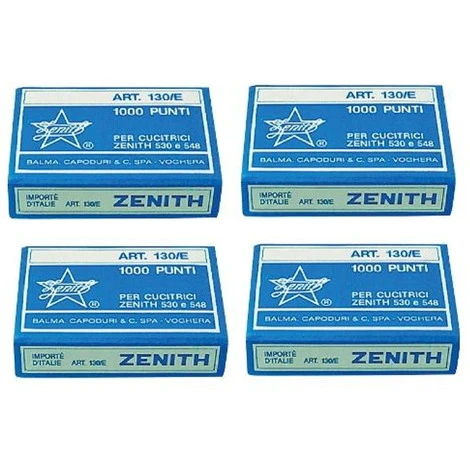 ART. 130/E
1000 PUNTI
Zenith
®
PER CUCITRICI
ZENITH 530 e 548
BALMA, CAPODURI & C. SPA - VOGHERA
IMPORTÉ
D'ITALIE ART. 130/E ZENITH
ART. 130/E
1000 PUNTI
Zenith
®
PER CUCITRICI
ZENITH 530 e 548
BALMA, CAPODURI & C. SPA - VOGHERA
IMPORTÉ
D'ITALIE ART. 130/E ZENITH
ART. 130/E
1000 PUNTI
Zenith
®
PER CUCITRICI
ZENITH 530 e 548
BALMA, CAPODURI & C. SPA - VOGHERA
IMPORTÉ
D'ITALIE ART. 130/E ZENITH
ART. 130/E
1000 PUNTI
Zenith
®
PER CUCITRICI
ZENITH 530 e 548
BALMA, CAPODURI & C. SPA - VOGHERA
IMPORTÉ
D'ITALIE ART. 130/E ZENITH